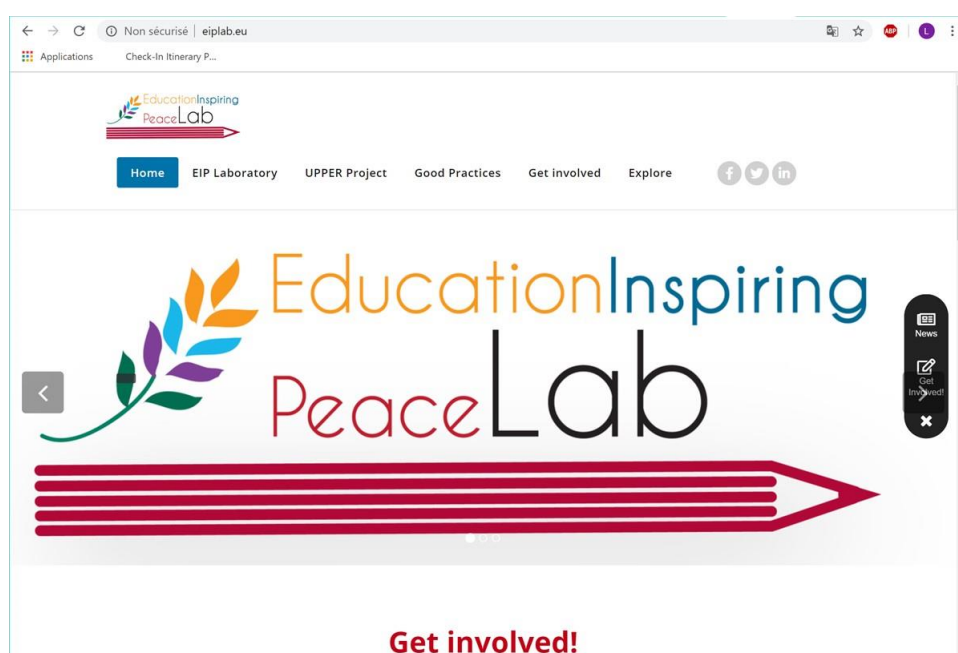 Non sécurisé | eiplab.eu
ABP
L
Applications Check-In Itinerary P...
EducationInspiring
PeaceLab
Home EIP Laboratory UPPER Project Good Practices Get involved Explore
EducationInspiring
PeaceLab
News
Get
Involved!
Get involved!